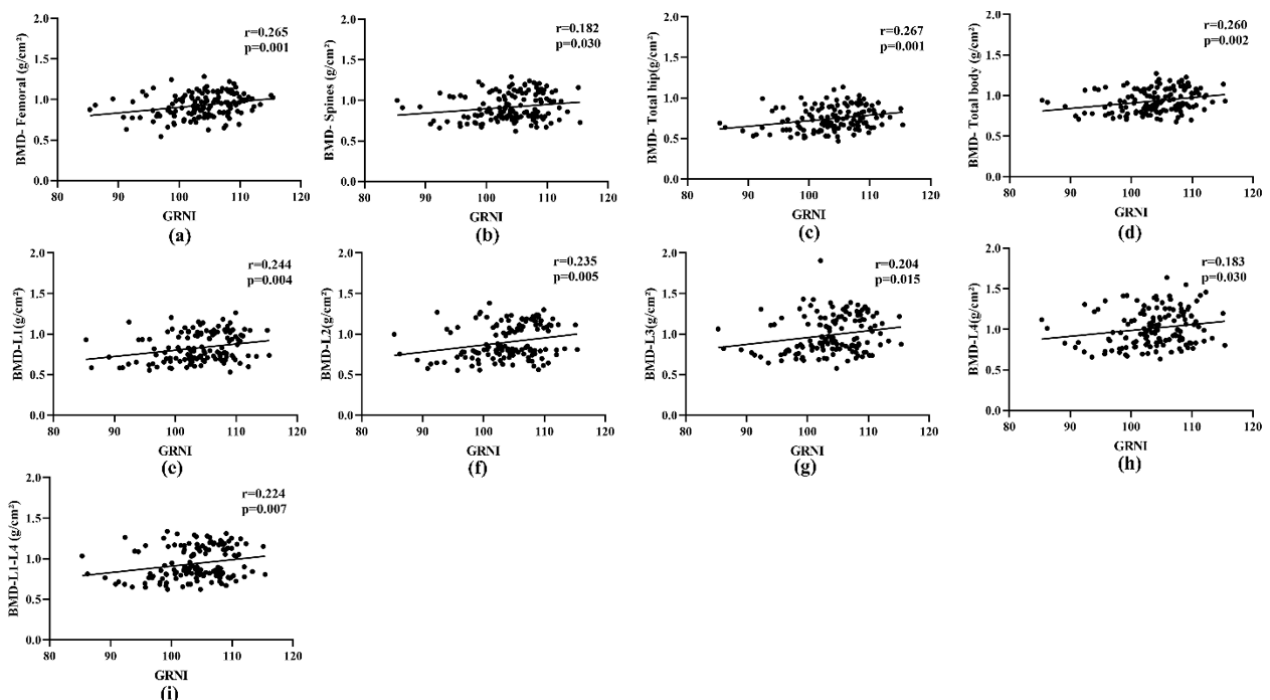 BMD- Femoral (g/cm²)
2.0
1.5
1.0
0.5
0.0
80
90
100
110
120
GRNI
r=0.265
p=0.001
(a)
BMD- Spines (g/cm²)
2.0
1.5
1.0
0.5
0.0
80
90
100
110
120
GRNI
r=0.182
p=0.030
(b)
BMD- Total hip(g/cm²)
2.0
1.5
1.0
0.5
0.0
80
90
100
110
120
GRNI
r=0.267
p=0.001
(c)
BMD- Total body (g/cm²)
2.0
1.5
1.0
0.5
0.0
80
90
100
110
120
GRNI
r=0.260
p=0.002
(d)
BMD-L1(g/cm²)
2.0
1.5
1.0
0.5
0.0
80
90
100
110
120
GRNI
r=0.244
p=0.004
(e)
BMD-L2(g/cm²)
2.0
1.5
1.0
0.5
0.0
80
90
100
110
120
GRNI
r=0.235
p=0.005
(f)
BMD-L3(g/cm²)
2.0
1.5
1.0
0.5
0.0
80
90
100
110
120
GRNI
r=0.204
p=0.015
(g)
BMD-L4(g/cm²)
2.0
1.5
1.0
0.5
0.0
80
90
100
110
120
GRNI
r=0.183
p=0.030
(h)
BMD-L1-L4 (g/cm²)
2.0
1.5
1.0
0.5
0.0
80
90
100
110
120
GRNI
r=0.224
p=0.007
(i)